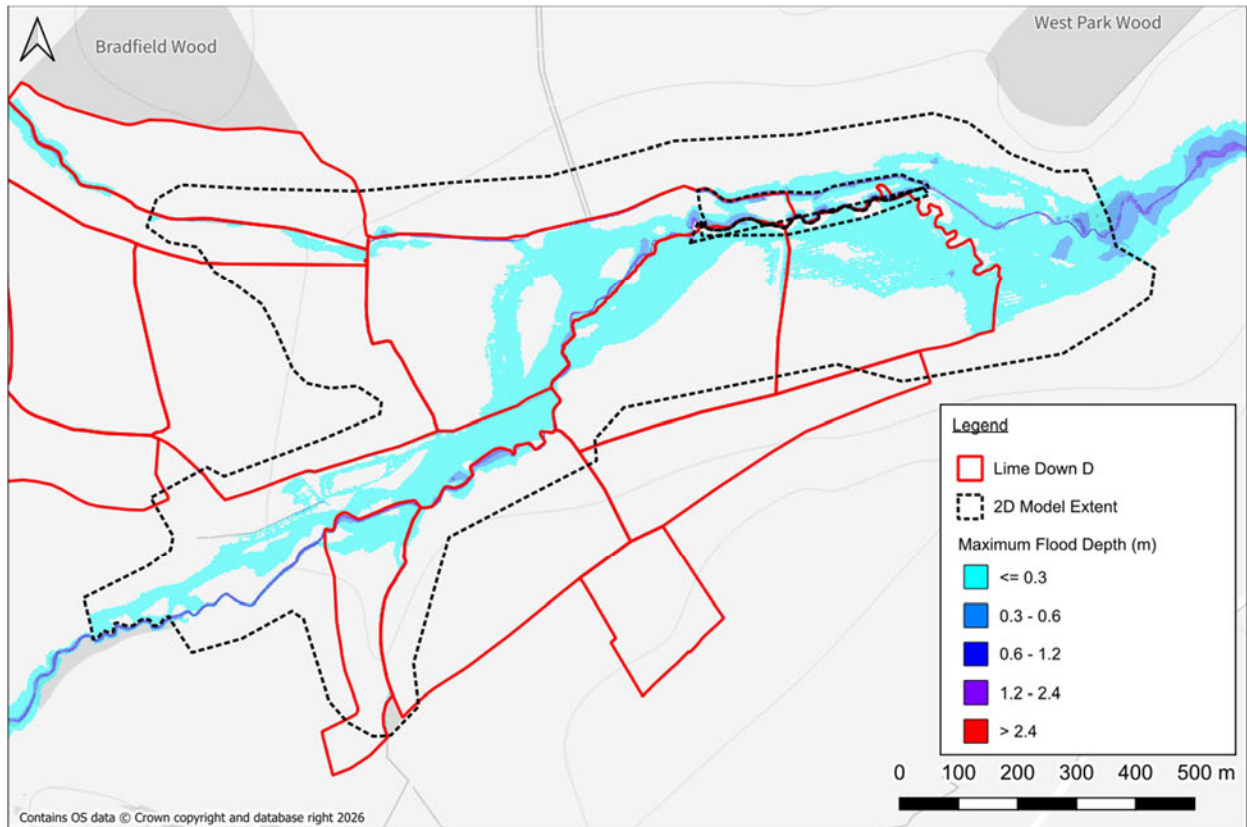 Bradfield Wood
West Park Wood
Legend
Lime Down D
2D Model Extent
Maximum Flood Depth (m)
<= 0.3
0.3 - 0.6
0.6 - 1.2
1.2 - 2.4
> 2.4
0 100 200 300 400 500 m
Contains OS data © Crown copyright and database right 2026